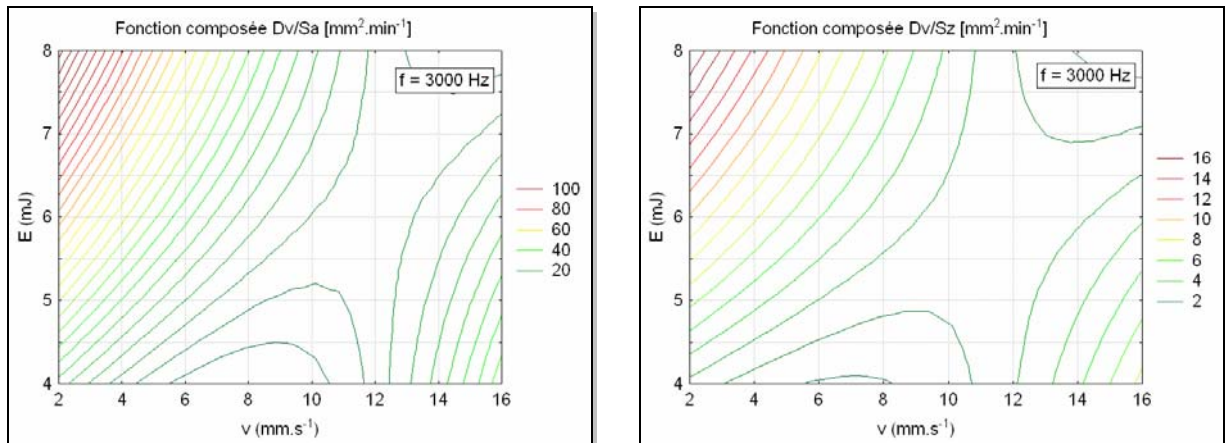 Fonction composée Dv/Sa [mm².min⁻¹]
f = 3000 Hz
8
7
6
5
4
E (mJ)
2 4 6 8 10 12 14 16
v (mm.s⁻¹)
100
80
60
40
20
Fonction composée Dv/Sz [mm².min⁻¹]
f = 3000 Hz
8
7
6
5
4
E (mJ)
2 4 6 8 10 12 14 16
v (mm.s⁻¹)
16
14
12
10
8
6
4
2